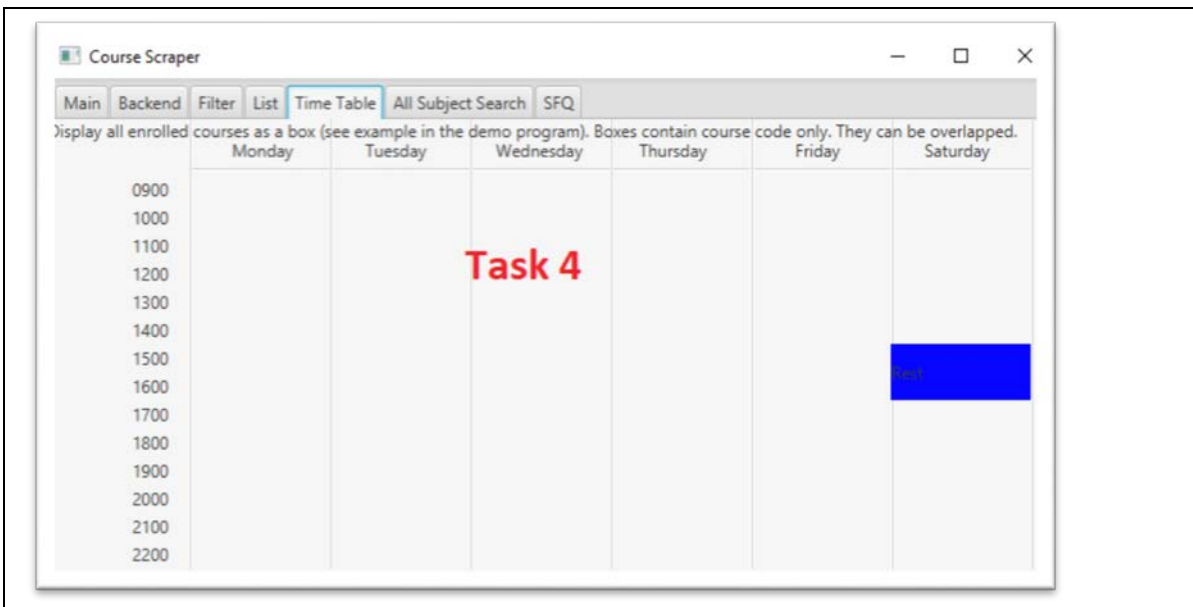 Course Scraper
Main Backend Filter List Time Table All Subject Search SFQ
Display all enrolled courses as a box (see example in the demo program). Boxes contain course code only. They can be overlapped.
Monday Tuesday Wednesday Thursday Friday Saturday
0900
1000
1100
Task 4
1200
1300
1400
1500
Rest
1600
1700
1800
1900
2000
2100
2200